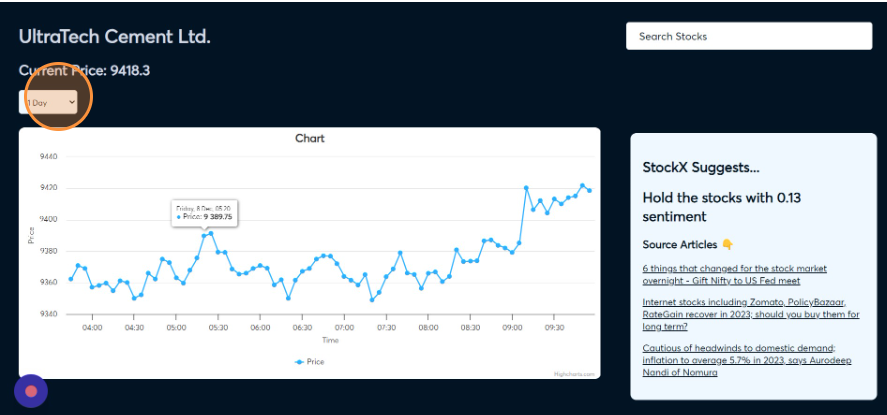 UltraTech Cement Ltd.
Search Stocks
Current Price: 9418.3
1 Day
Chart
9440
9420
9400
9380
9360
9340
Price
Friday, 8 Dec, 05:20
● Price: 9 389.75
04:00 04:30 05:00 05:30 06:00 06:30 07:00 07:30 08:00 08:30 09:00 09:30
Time
Price
Highcharts.com
StockX Suggests...
Hold the stocks with 0.13
sentiment
Source Articles 👇
6 things that changed for the stock market
overnight - Gift Nifty to US Fed meet
Internet stocks including Zomato, PolicyBazaar,
RateGain recover in 2023; should you buy them for
long term?
Cautious of headwinds to domestic demand;
inflation to average 5.7% in 2023, says Aurodeep
Nandi of Nomura